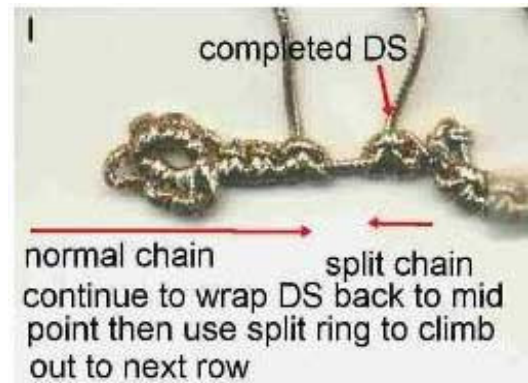 I
completed DS
normal chain
split chain
continue to wrap DS back to mid
point then use split ring to climb
out to next row